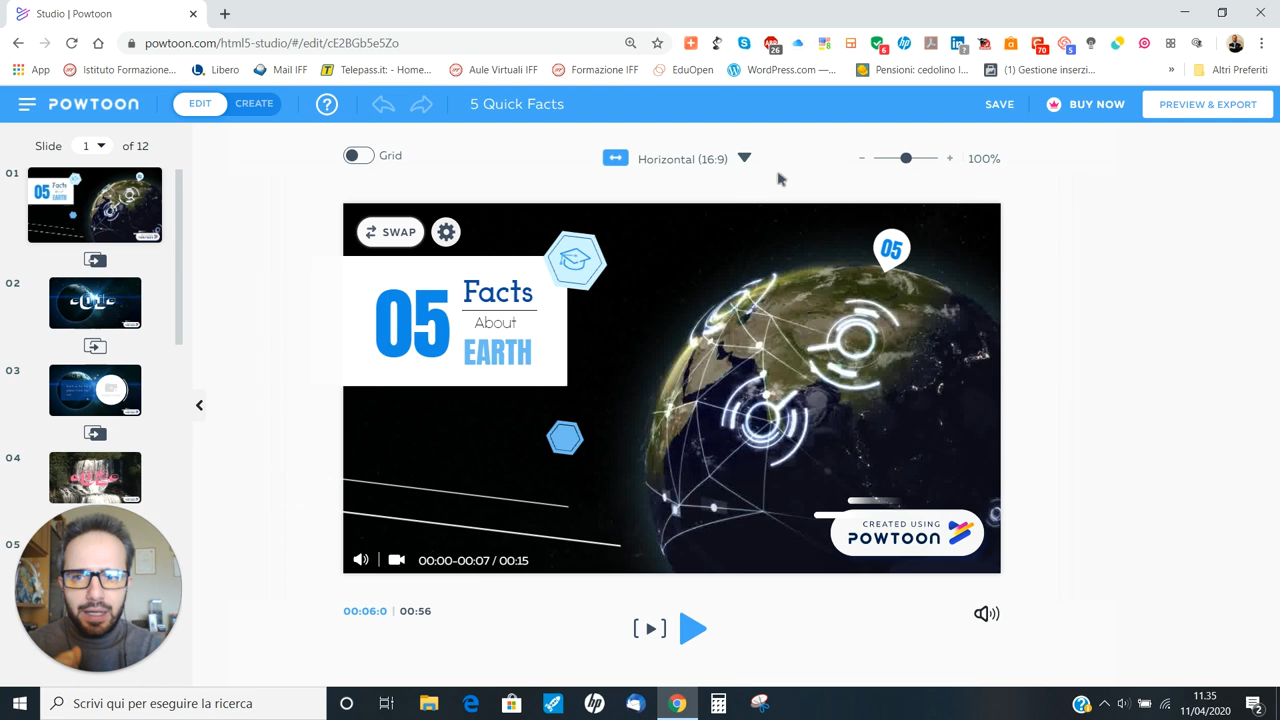 Studio | Powtoon
powtoon.com/html5-studio/#/edit/cE2BGb5e5Zo
App
Istituto Formazione...
Libero
Mail IFF
Telepass.it: - Home...
Aule Virtuali IFF
Formazione IFF
EduOpen
WordPress.com —...
Pensioni: cedolino I...
(1) Gestione inserzi...
»
Altri Preferiti
POWTOON
EDIT
CREATE
?
5 Quick Facts
SAVE
BUY NOW
PREVIEW & EXPORT
Slide 1 of 12
Grid
Horizontal (16:9)
100%
01
02
03
04
05
SWAP
05
Facts
About
EARTH
05
CREATED USING
POWTOON
00:00-00:07 / 00:15
00:06:0 | 00:56
Scrivi qui per eseguire la ricerca
11.35
11/04/2020